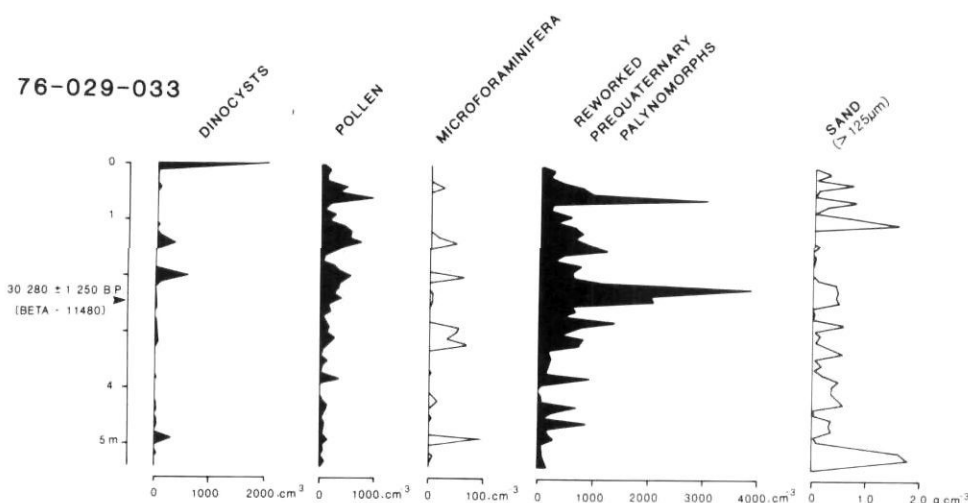 76-029-033
DINOCYSTS
POLLEN
MICROFORAMINIFERA
REWORKED
PREQUATERNARY
PALYNOMORPHS
SAND
(> 125µm)
0
1
30 280 ± 1 250 B.P
(BETA - 11480)
4
5 m
0 1000 2000.cm³
0 1000.cm³
0 100.cm³
0 1000 2000 3000 4000.cm³
0 1 2.0 g.cm³